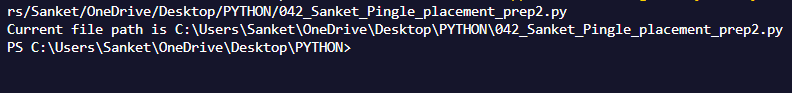 rs/Sanket/OneDrive/Desktop/PYTHON/042_Sanket_Pingle_placement_prep2.py
Current file path is C:\Users\Sanket\OneDrive\Desktop\PYTHON\042_Sanket_Pingle_placement_prep2.py
PS C:\Users\Sanket\OneDrive\Desktop\PYTHON>